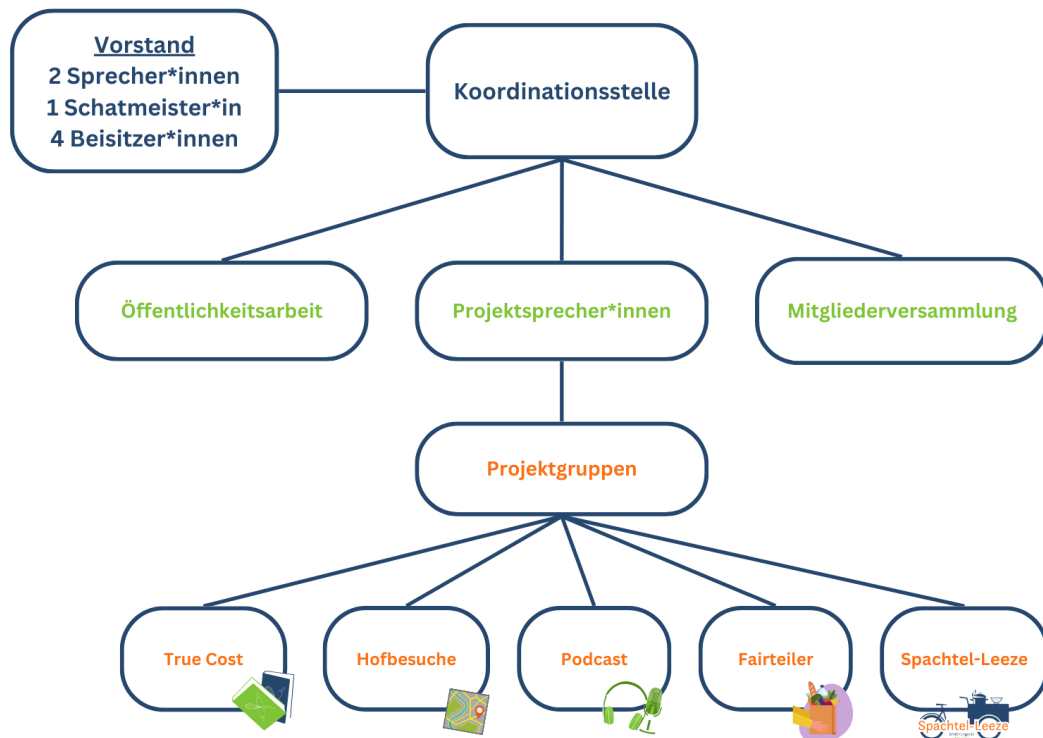 Vorstand
2 Sprecher*innen
1 Schatmeister*in
4 Beisitzer*innen
Koordinationsstelle
Öffentlichkeitsarbeit
Projektsprecher*innen
Mitgliederversammlung
Projektgruppen
True Cost
Hofbesuche
Podcast
Fairteiler
Spachtel-Leeze
Spachtel-Leeze